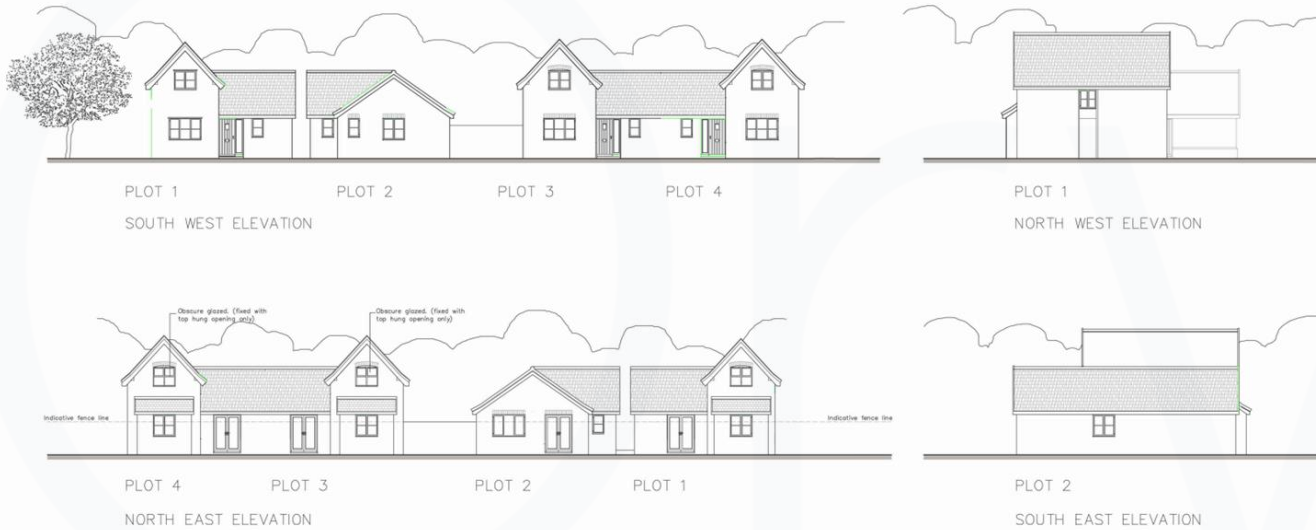 PLOT 1
PLOT 2
PLOT 3
PLOT 4
SOUTH WEST ELEVATION
PLOT 1
NORTH WEST ELEVATION
Obscure glazed. (fixed with
top hung opening only)
Obscure glazed. (fixed with
top hung opening only)
Indicative fence line
Indicative fence line
PLOT 4
PLOT 3
PLOT 2
PLOT 1
NORTH EAST ELEVATION
PLOT 2
SOUTH EAST ELEVATION